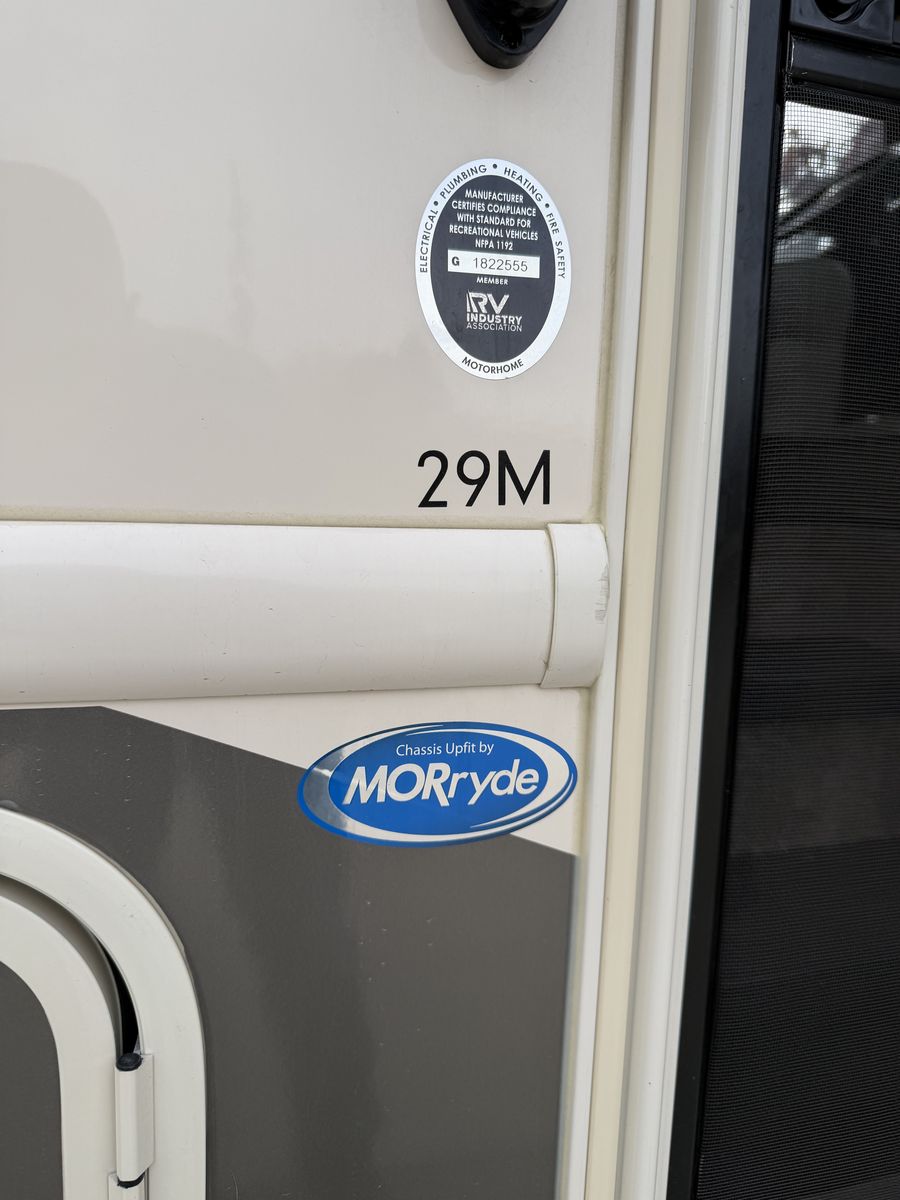 ELECTRICAL • PLUMBING • HEATING • FIRE SAFETY
MANUFACTURER
CERTIFIES COMPLIANCE
WITH STANDARD FOR
RECREATIONAL VEHICLES
NFPA 1192
G 1822555
MEMBER
RV
INDUSTRY
ASSOCIATION
MOTORHOME
29M
Chassis Upfit by
MORryde